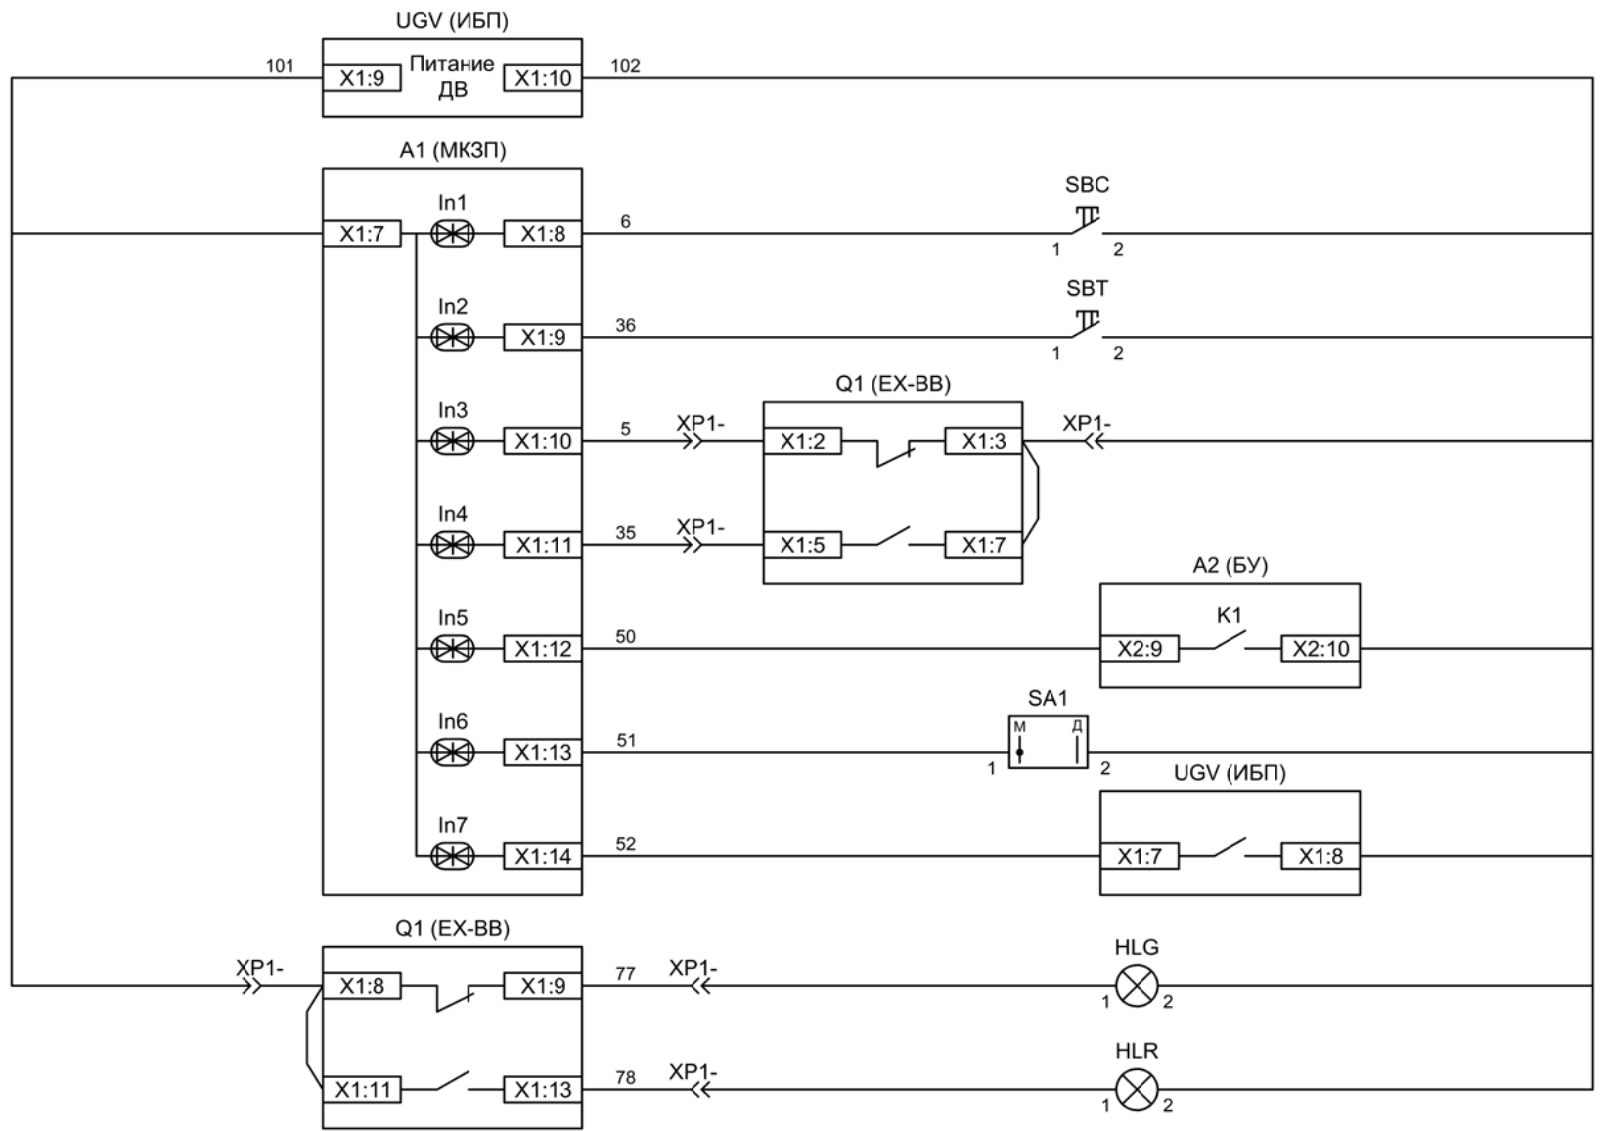 UGV (ИБП)
101 X1:9 Питание ДВ X1:10 102
A1 (МКЗП)
In1
X1:7 X1:8 6
SBC
1 2
In2
X1:9 36
SBT
1 2
Q1 (EX-BB)
In3
X1:10 5 XP1- X1:2 X1:3 XP1-
In4
X1:11 35 XP1- X1:5 X1:7
A2 (БУ)
In5
X1:12 50
K1
X2:9 X2:10
SA1
М Д
In6
X1:13 51
1 2
UGV (ИБП)
In7
X1:14 52
X1:7 X1:8
Q1 (EX-BB)
XP1- X1:8 X1:9 77 XP1-
HLG
1 2
X1:11 X1:13 78 XP1-
HLR
1 2